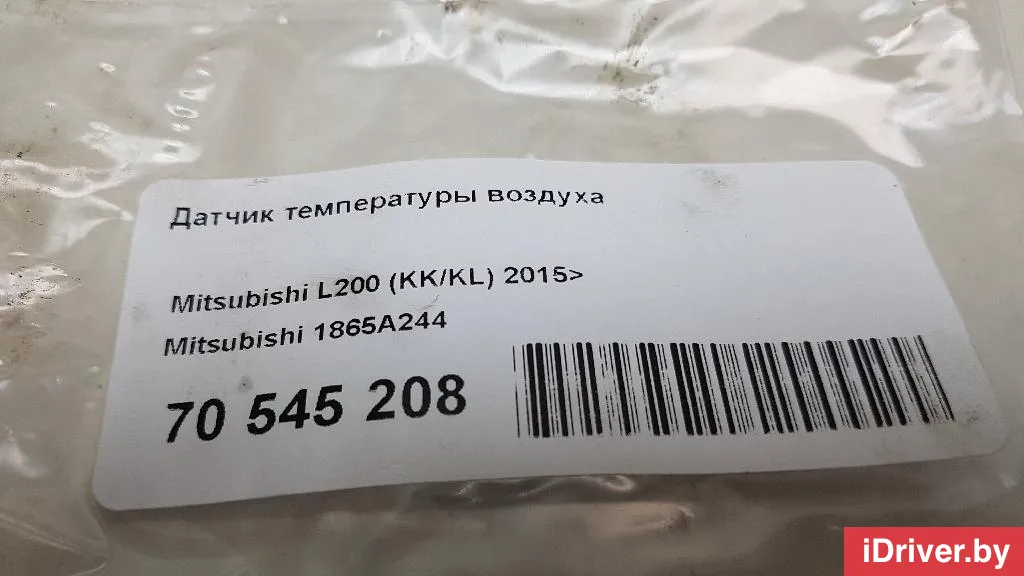 Датчик температуры воздуха
Mitsubishi L200 (KK/KL) 2015>
Mitsubishi 1865A244
70 545 208
iDriver.by